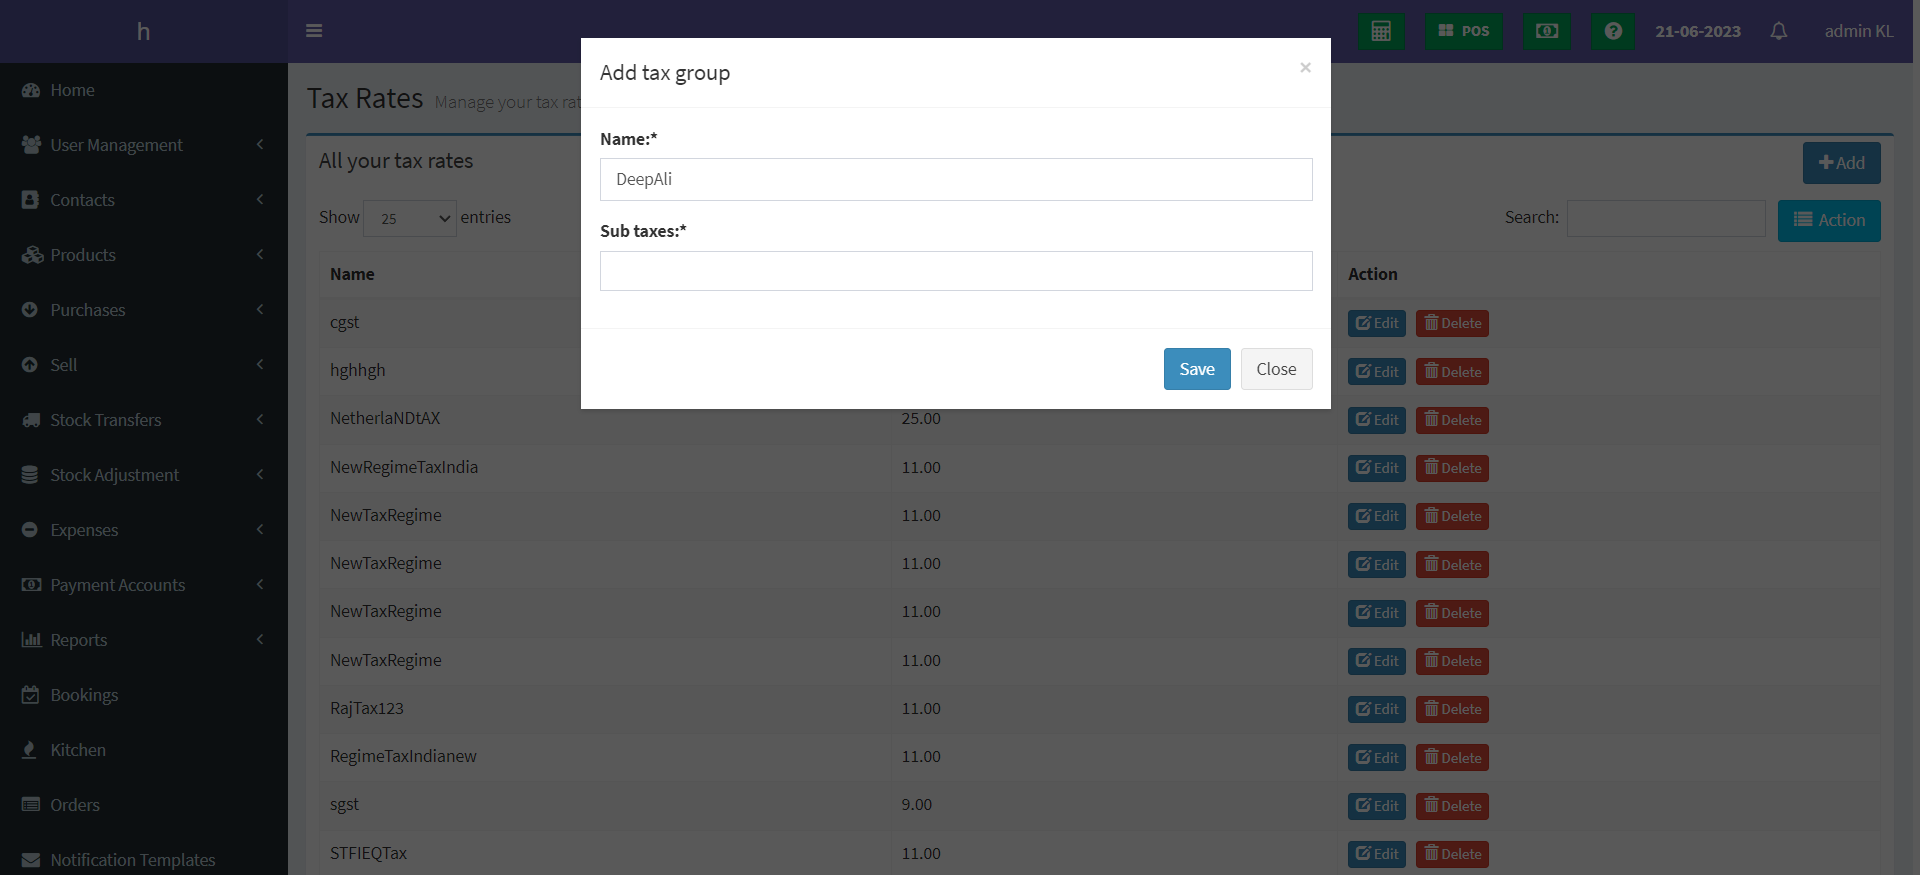 h
POS
21-06-2023
admin KL
Home
User Management
Contacts
Products
Purchases
Sell
Stock Transfers
Stock Adjustment
Expenses
Payment Accounts
Reports
Bookings
Kitchen
Orders
Notification Templates
Tax Rates Manage your tax rat
All your tax rates
Add
Show 25 entries
Search:
Action
Add tax group
×
Name:*
DeepAli
Sub taxes:*
Save Close
Name Action
cgst Edit Delete
hghhgh Edit Delete
NetherlaNDtAX 25.00 Edit Delete
NewRegimeTaxIndia 11.00 Edit Delete
NewTaxRegime 11.00 Edit Delete
NewTaxRegime 11.00 Edit Delete
NewTaxRegime 11.00 Edit Delete
NewTaxRegime 11.00 Edit Delete
RajTax123 11.00 Edit Delete
RegimeTaxIndianew 11.00 Edit Delete
sgst 9.00 Edit Delete
STFIEQTax 11.00 Edit Delete